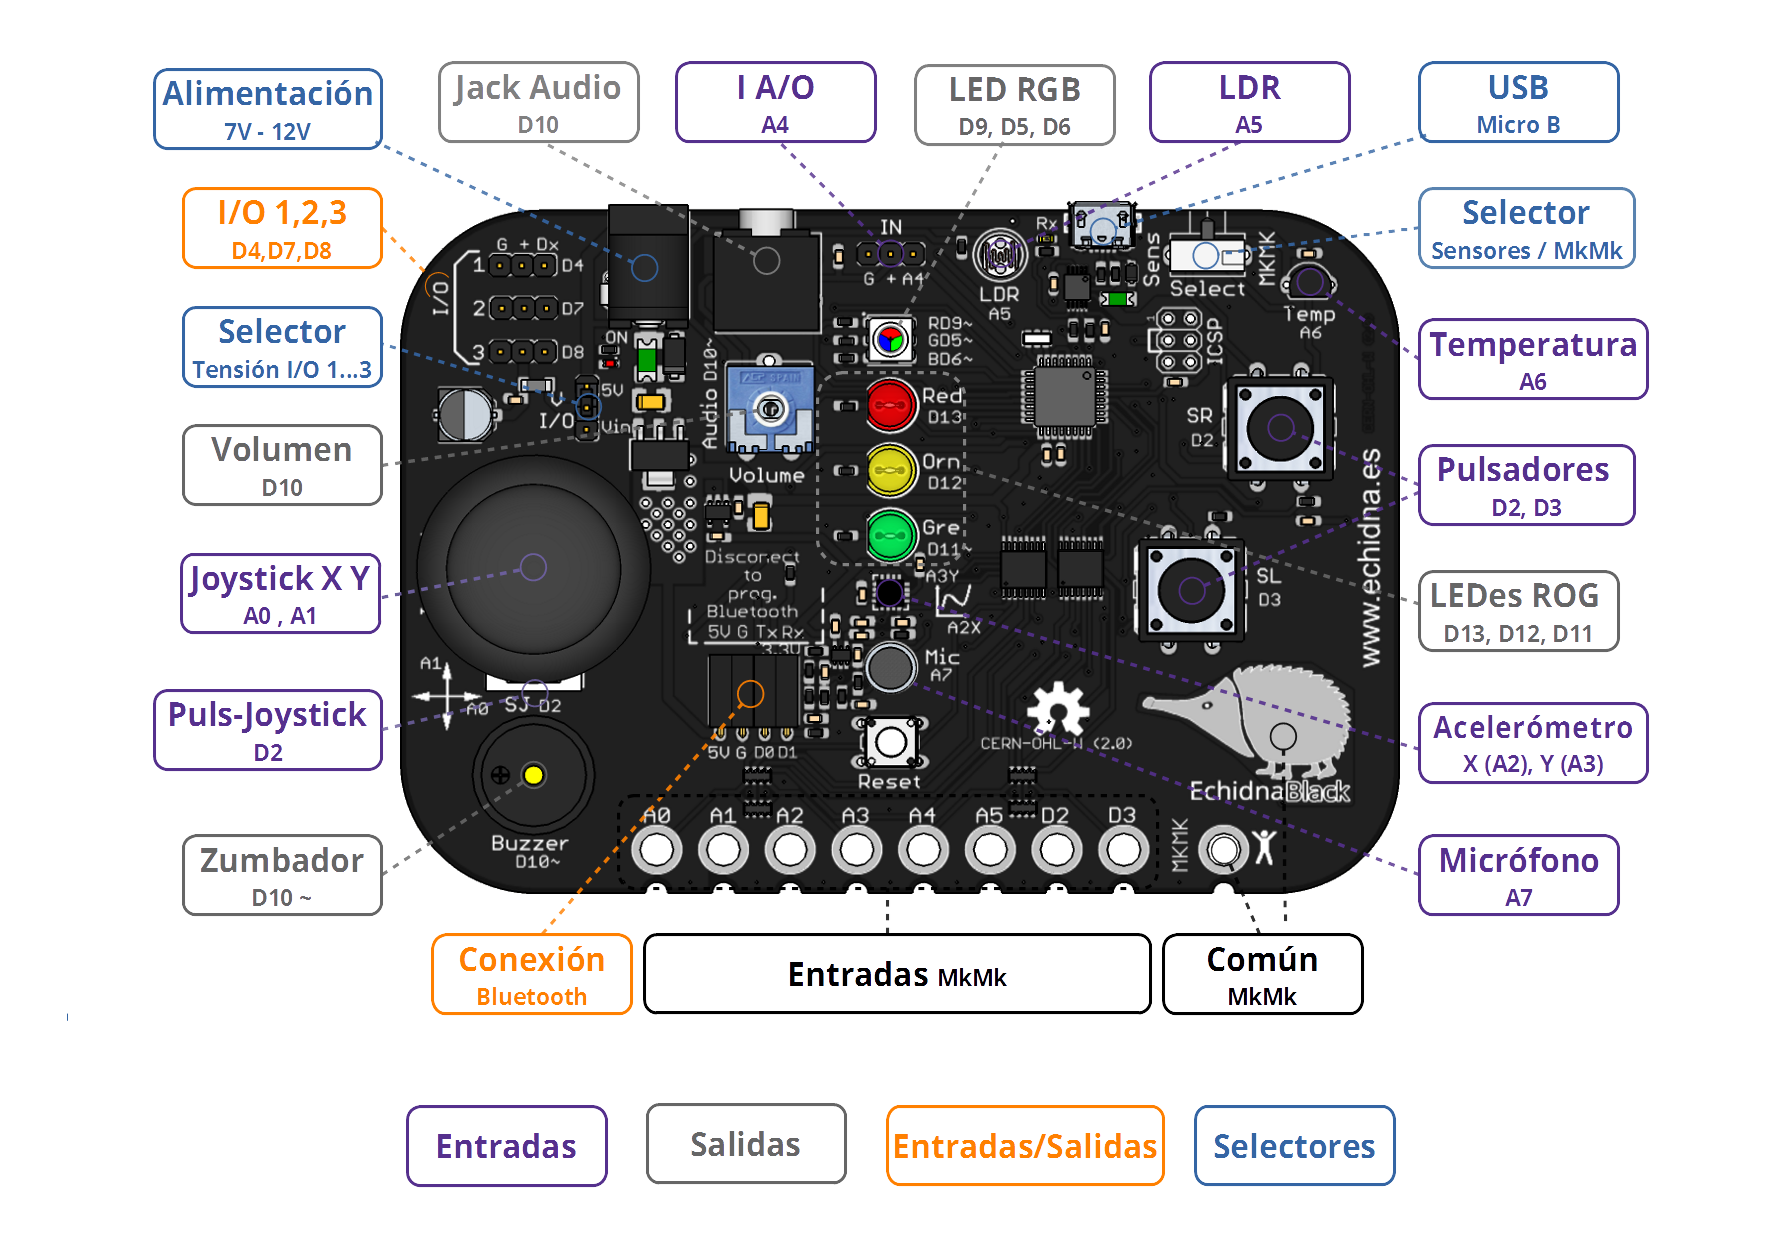 Alimentación
7V - 12V
Jack Audio
D10
I A/O
A4
LED RGB
D9, D5, D6
LDR
A5
USB
Micro B
I/O 1,2,3
D4,D7,D8
Selector
Sensores / MkMk
Selector
Tensión I/O 1...3
Temperatura
A6
Volumen
D10
Pulsadores
D2, D3
Joystick X Y
A0 , A1
LEDes ROG
D13, D12, D11
Puls-Joystick
D2
Acelerómetro
X (A2), Y (A3)
Zumbador
D10 ~
Micrófono
A7
Conexión
Bluetooth
Entradas MkMk
Común
MkMk
G + Dx
1 D4
2 D7
3 D8
I/O
ON
5V
V
I/O
Vin
Audio D10~
Volume
IN
G + A4
RD9~
GD5~
BD6~
Red
D13
Orn
D12
Gre
D11~
LDR
A5
Rx
Sens
MKMK
Select
Temp
A6
ICSP
1
SR
D2
SL
D3
www.echidna.es
Disconect
to
prog.
Bluetooth
5V G Tx Rx
3.3V
5V G D0 D1
A3Y
A2X
Mic
A7
Reset
A1
A0
SJ D2
Buzzer
D10~
CERN-OHL-W (2.0)
EchidnaBlack
A0 A1 A2 A3 A4 A5 D2 D3
MKMK
Entradas
Salidas
Entradas/Salidas
Selectores